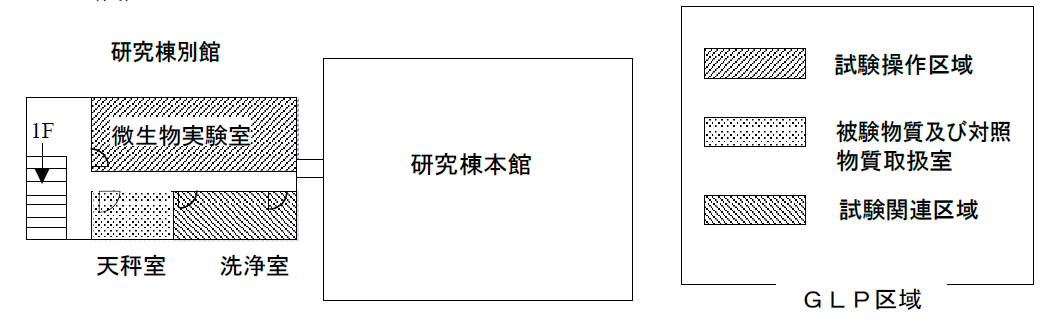 研究棟別館
1F
微生物実験室
天秤室
洗浄室
研究棟本館
試験操作区域
被験物質及び対照
物質取扱室
試験関連区域
ＧＬＰ区域